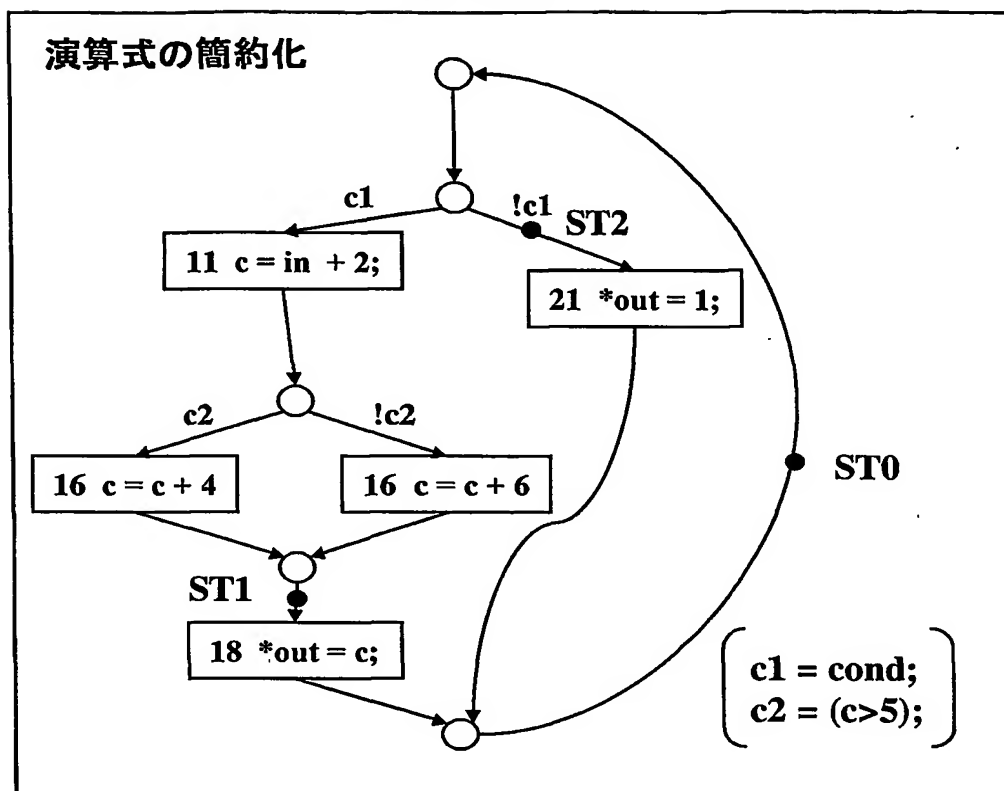 演算式の簡約化
c1
!c1
ST2
11 c = in + 2;
21 *out = 1;
c2
!c2
16 c = c + 4
16 c = c + 6
ST0
ST1
18 *out = c;
c1 = cond;
c2 = (c>5);